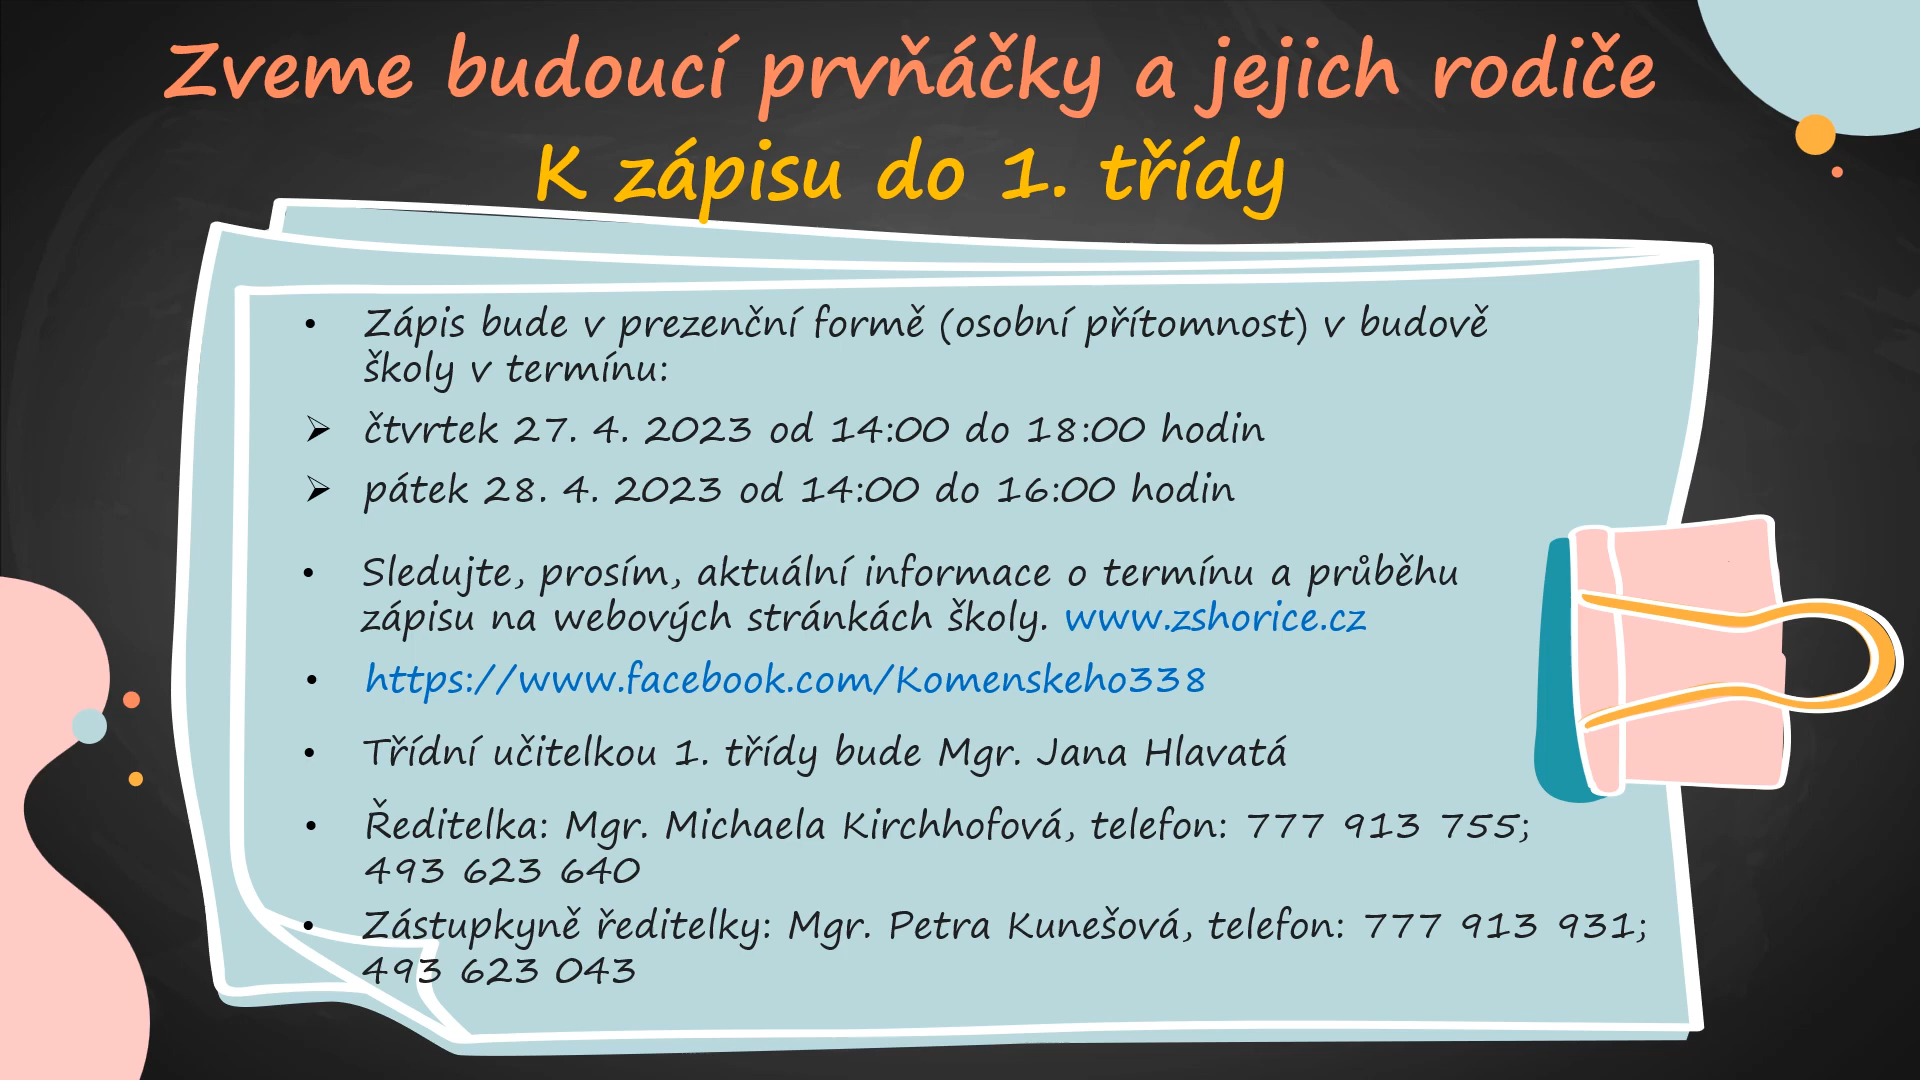 Zveme budoucí prvňáčky a jejich rodiče
K zápisu do 1. třídy
• Zápis bude v prezenční formě (osobní přítomnost) v budově
školy v termínu:
➢ čtvrtek 27. 4. 2023 od 14:00 do 18:00 hodin
➢ pátek 28. 4. 2023 od 14:00 do 16:00 hodin
• Sledujte, prosím, aktuální informace o termínu a průběhu
zápisu na webových stránkách školy. www.zshorice.cz
• https://www.facebook.com/Komenskeho338
• Třídní učitelkou 1. třídy bude Mgr. Jana Hlavatá
• Ředitelka: Mgr. Michaela Kirchhofová, telefon: 777 913 755;
493 623 640
• Zástupkyně ředitelky: Mgr. Petra Kunešová, telefon: 777 913 931;
493 623 043